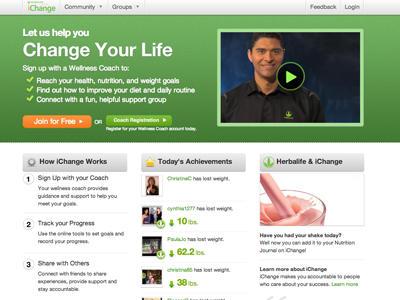 iChange
Community
Groups
Feedback
Login
Let us help you
Change Your Life
Sign up with a Wellness Coach to:
Reach your health, nutrition, and weight goals
Find out how to improve your diet and daily routine
Connect with a fun, helpful support group
Join for Free
OR
Coach Registration
Register for your Wellness Coach account today.
How iChange Works
1 Sign Up with your Coach
Your wellness coach provides
guidance and support to help you
meet your goals.
2 Track your Progress
Use the online tools to set goals and
record your progress.
3 Share with Others
Connect with friends to share
experiences, provide support and
stay accountable.
Today's Achievements
ChristineC has lost weight.
cynthia1277 has lost weight.
10 lbs.
PaulaJo has lost weight.
62.2 lbs.
christina85 has lost weight.
38 lbs.
Herbalife & iChange
Have you had your shake today?
Well now you can add it to your Nutrition
Journal on iChange!
Learn more about iChange
iChange makes you accountable to people
who care about your success.